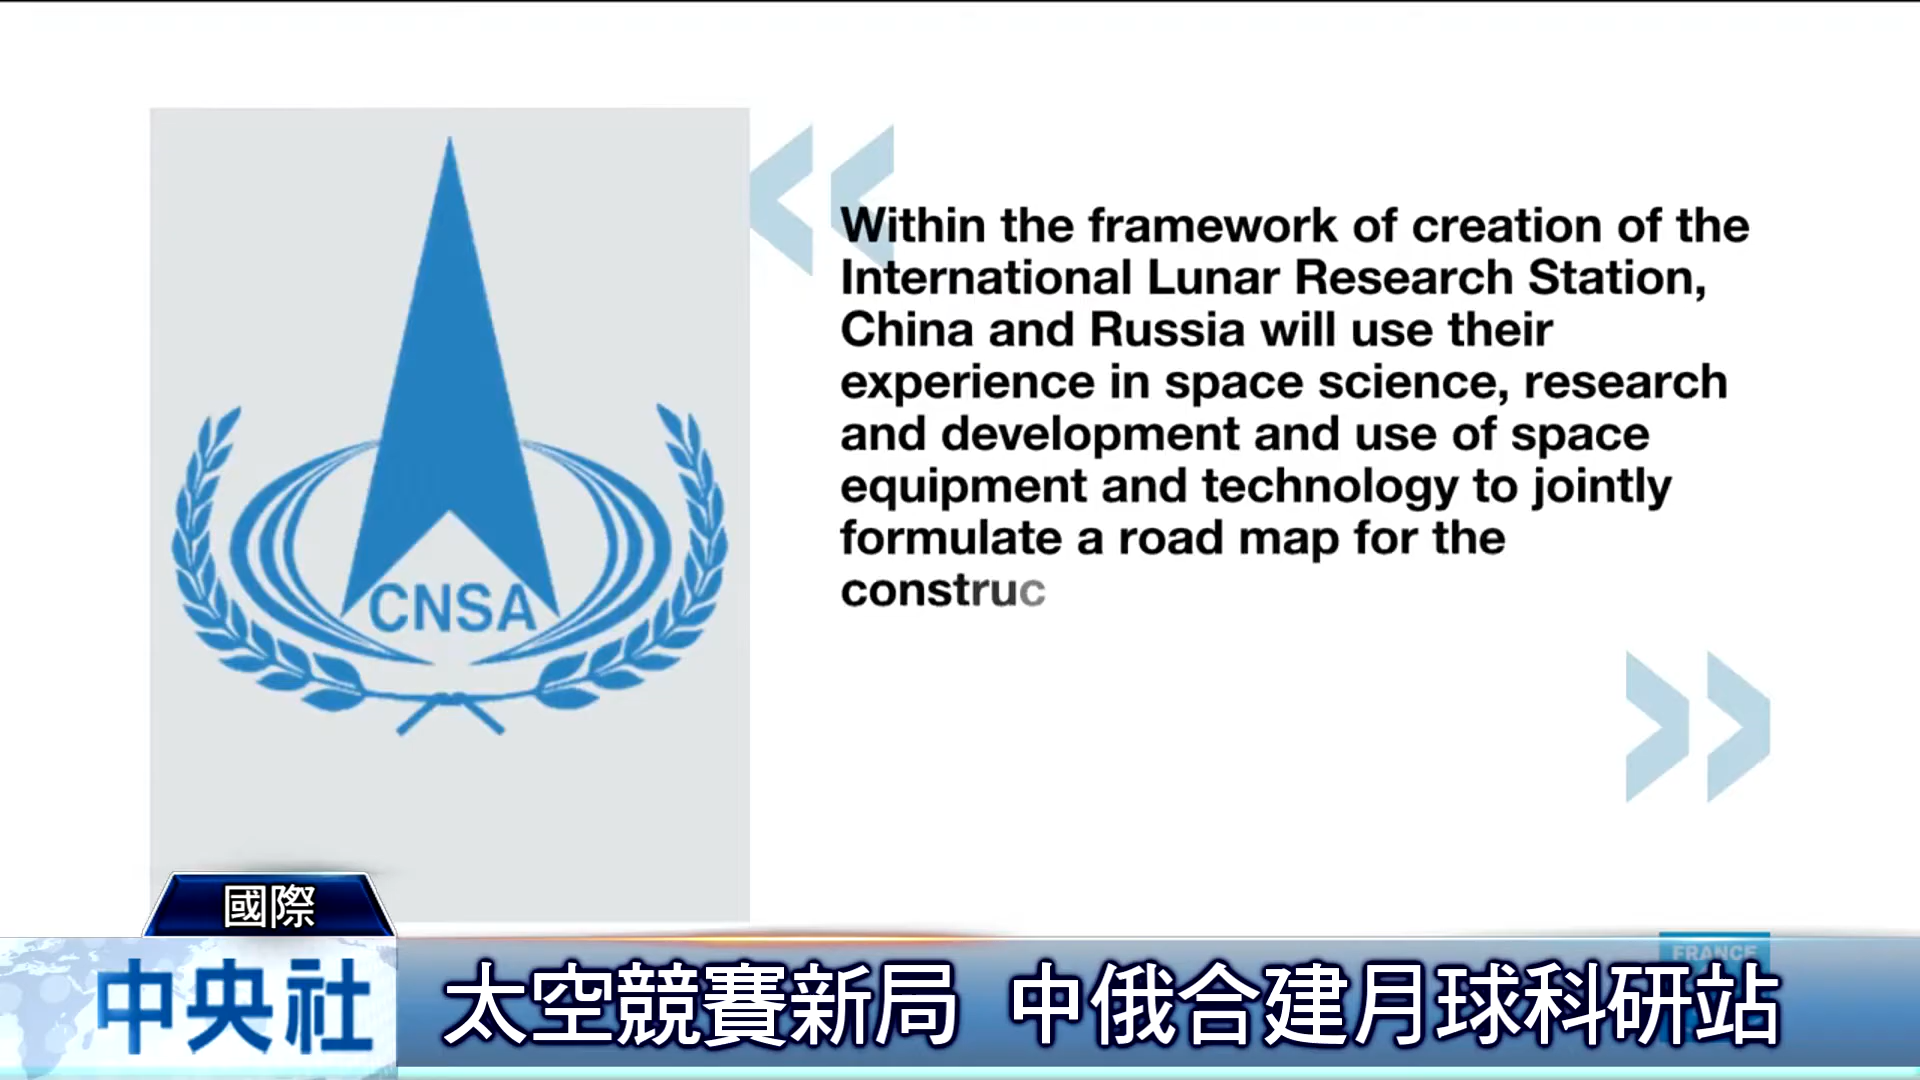 Within the framework of creation of the
International Lunar Research Station,
China and Russia will use their
experience in space science, research
and development and use of space
equipment and technology to jointly
formulate a road map for the
construc
CNSA
國際
FRANCE
中央社
太空競賽新局 中俄合建月球科研站